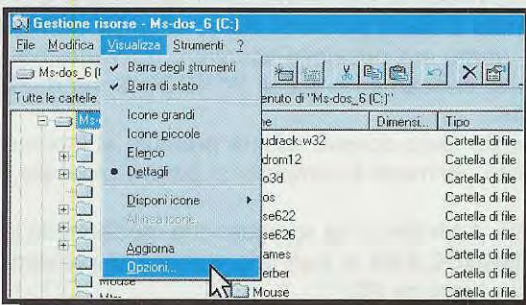 Gestione risorse - Ms-dos_6 (C:)
File Modifica Visualizza Strumenti ?
Ms-dos_6 (
Barra degli strumenti
Barra di stato
Icone grandi
Icone piccole
Elenco
Dettagli
Disponi icone
Allinea icone
Aggiorna
Opzioni...
Tutte le cartelle
enuto di "Ms-dos_6 (C:)"
Dimensi... Tipo
udrack.w32 Cartella di file
drom12 Cartella di file
o3d Cartella di file
os Cartella di file
se622 Cartella di file
se626 Cartella di file
ames Cartella di file
erber Cartella di file
Mouse Mouse Cartella di file